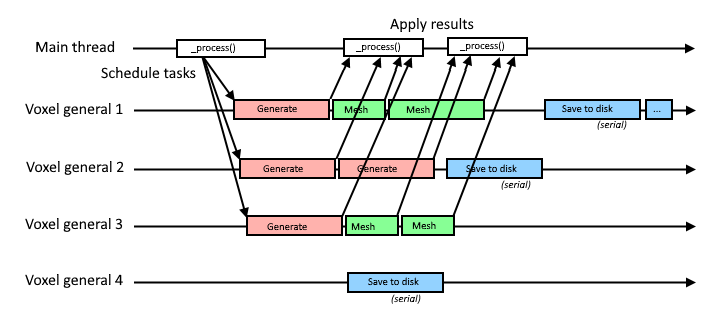 Apply results
Main thread
_process()
_process()
_process()
Schedule tasks
Voxel general 1
Generate
Mesh
Mesh
Save to disk
...
(serial)
Voxel general 2
Generate
Generate
Save to disk
(serial)
Voxel general 3
Generate
Mesh
Mesh
Voxel general 4
Save to disk
(serial)